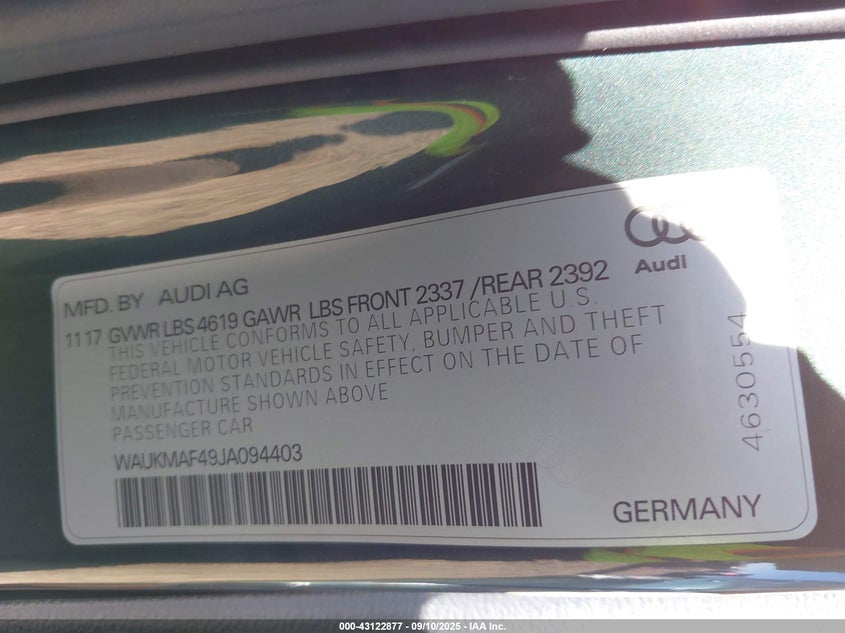 MFD. BY AUDI AG
11 17 GVWR LBS 4619 GAWR LBS FRONT 2337 / REAR 2392
THIS VEHICLE CONFORMS TO ALL APPLICABLE U.S.
FEDERAL MOTOR VEHICLE SAFETY, BUMPER AND THEFT
PREVENTION STANDARDS IN EFFECT ON THE DATE OF
MANUFACTURE SHOWN ABOVE
PASSENGER CAR
WAUKMAF49JA094403
Audi
4630554
GERMANY
000-43122877 - 09/10/2025 - IAA Inc.